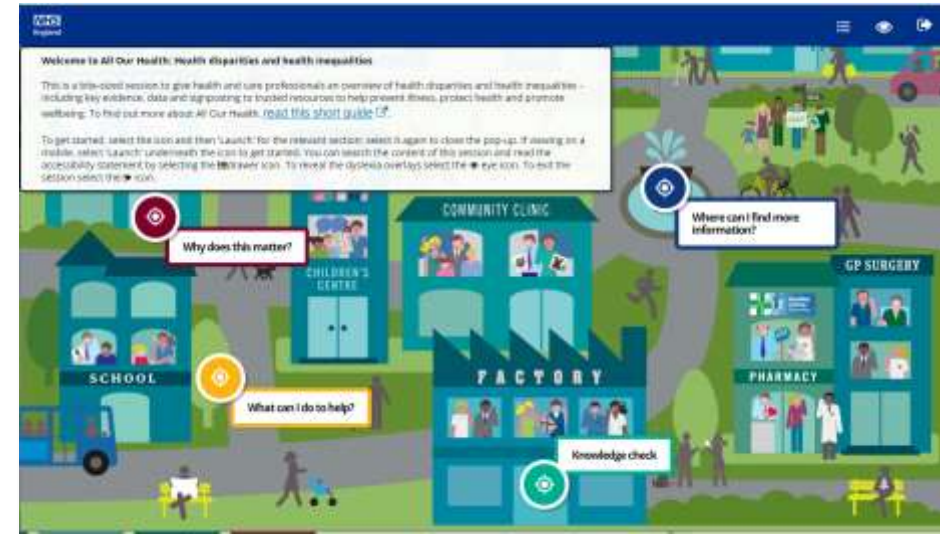 NHS
England
Welcome to All Our Health: Health disparities and health inequalities
This is a bite-sized session to give health and care professionals an overview of health disparities and health inequalities –
including key evidence, data and signposting to trusted resources to help prevent illness, protect health and promote
wellbeing. To find out more about All Our Health, read this short guide
To get started, select the icon and then 'Launch' for the relevant section; select it again to close the pop-up. If viewing on a
mobile, select 'Launch' underneath the icon to get started. You can search the content of this session and read the
accessibility statement by selecting the drawer icon. To reveal the dyslexia overlays select the eye icon. To exit the
session select the icon.
COMMUNITY CLINIC
Where can I find more
information?
Why does this matter?
CHILDREN'S
CENTRE
GP SURGERY
SCHOOL
FACTORY
PHARMACY
What can I do to help?
Knowledge check